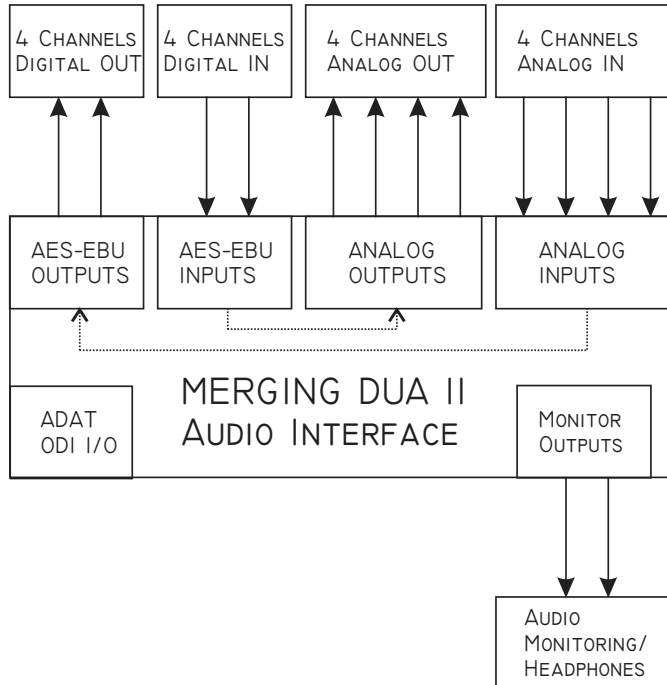 4 CHANNELS
DIGITAL OUT
4 CHANNELS
DIGITAL IN
4 CHANNELS
ANALOG OUT
4 CHANNELS
ANALOG IN
AES-EBU
OUTPUTS
AES-EBU
INPUTS
ANALOG
OUTPUTS
ANALOG
INPUTS
MERGING DUA II
AUDIO INTERFACE
ADAT
ODI I/O
MONITOR
OUTPUTS
AUDIO
MONITORING/
HEADPHONES